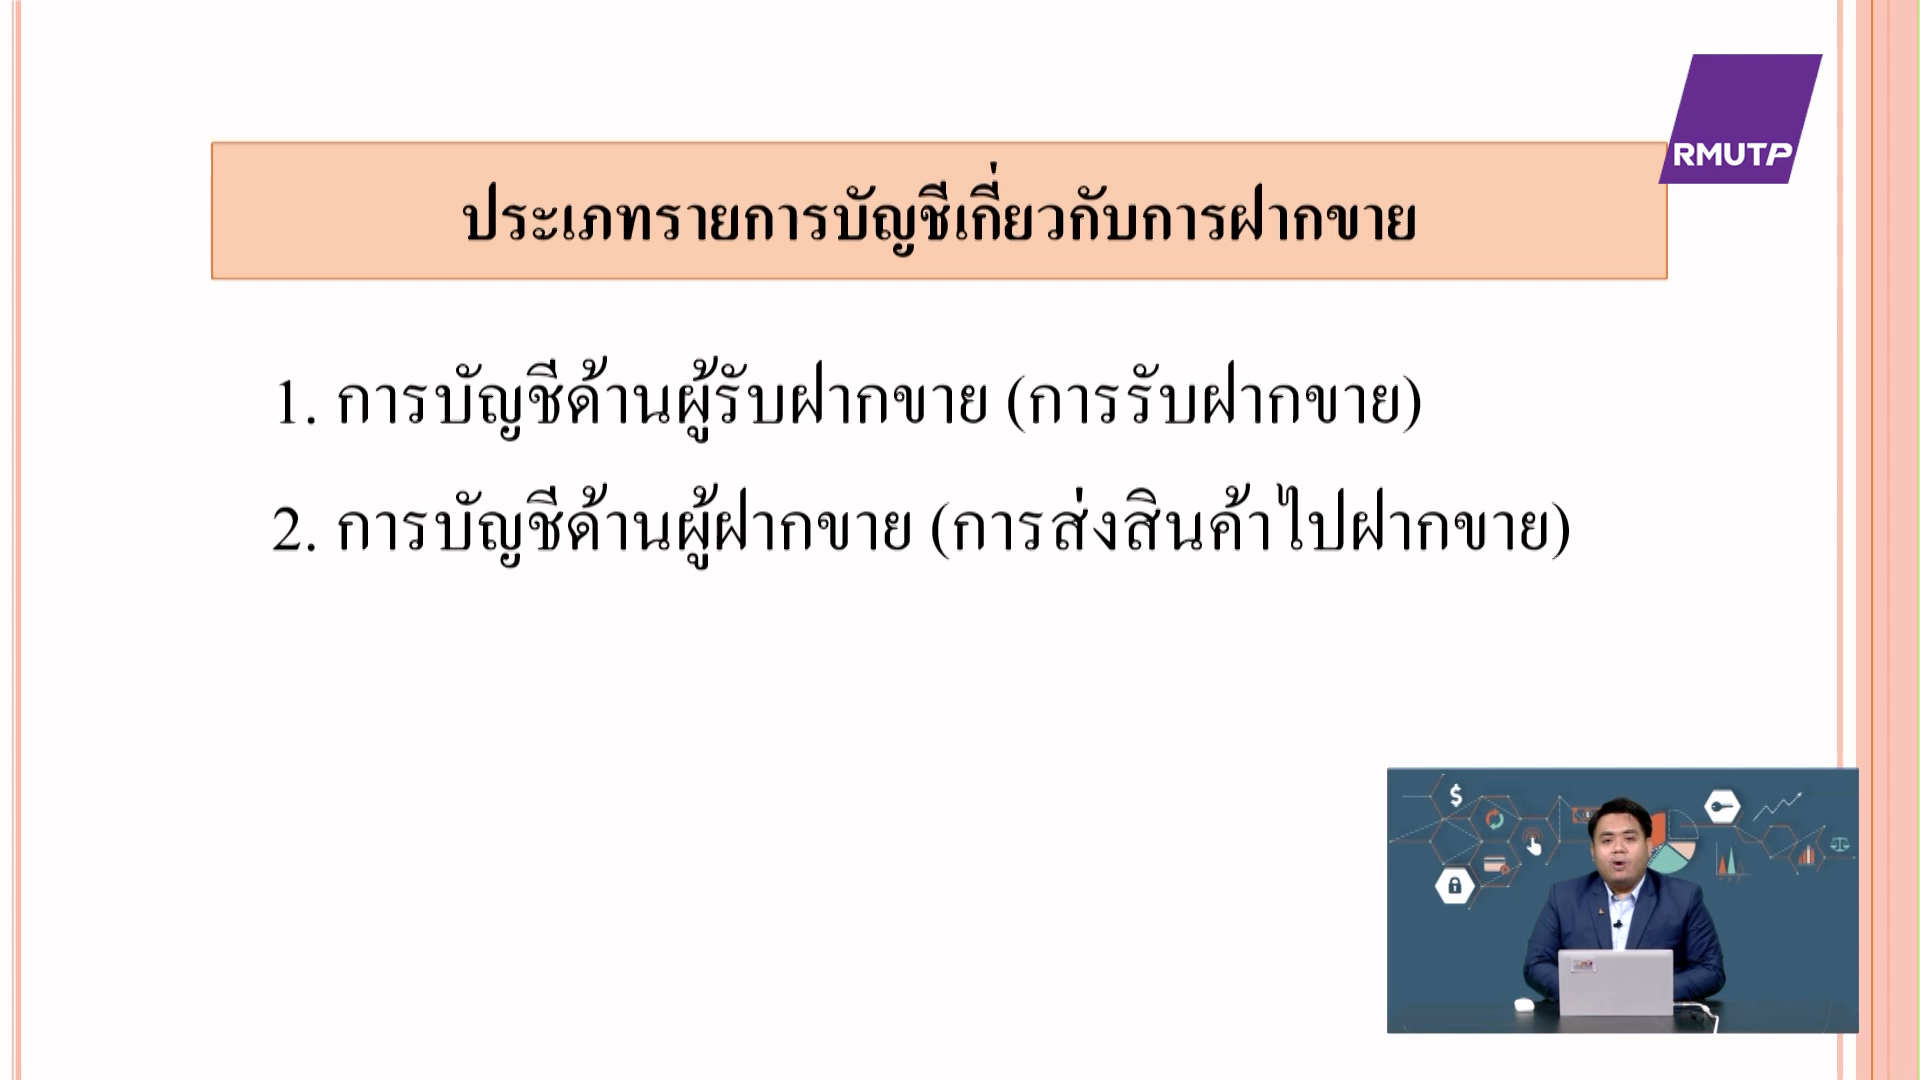 RMUTP
ประเภทรายการบัญชีเกี่ยวกับการฝากขาย
1. การบัญชีด้านผู้รับฝากขาย (การรับฝากขาย)
2. การบัญชีด้านผู้ฝากขาย (การส่งสินค้าไปฝากขาย)
$